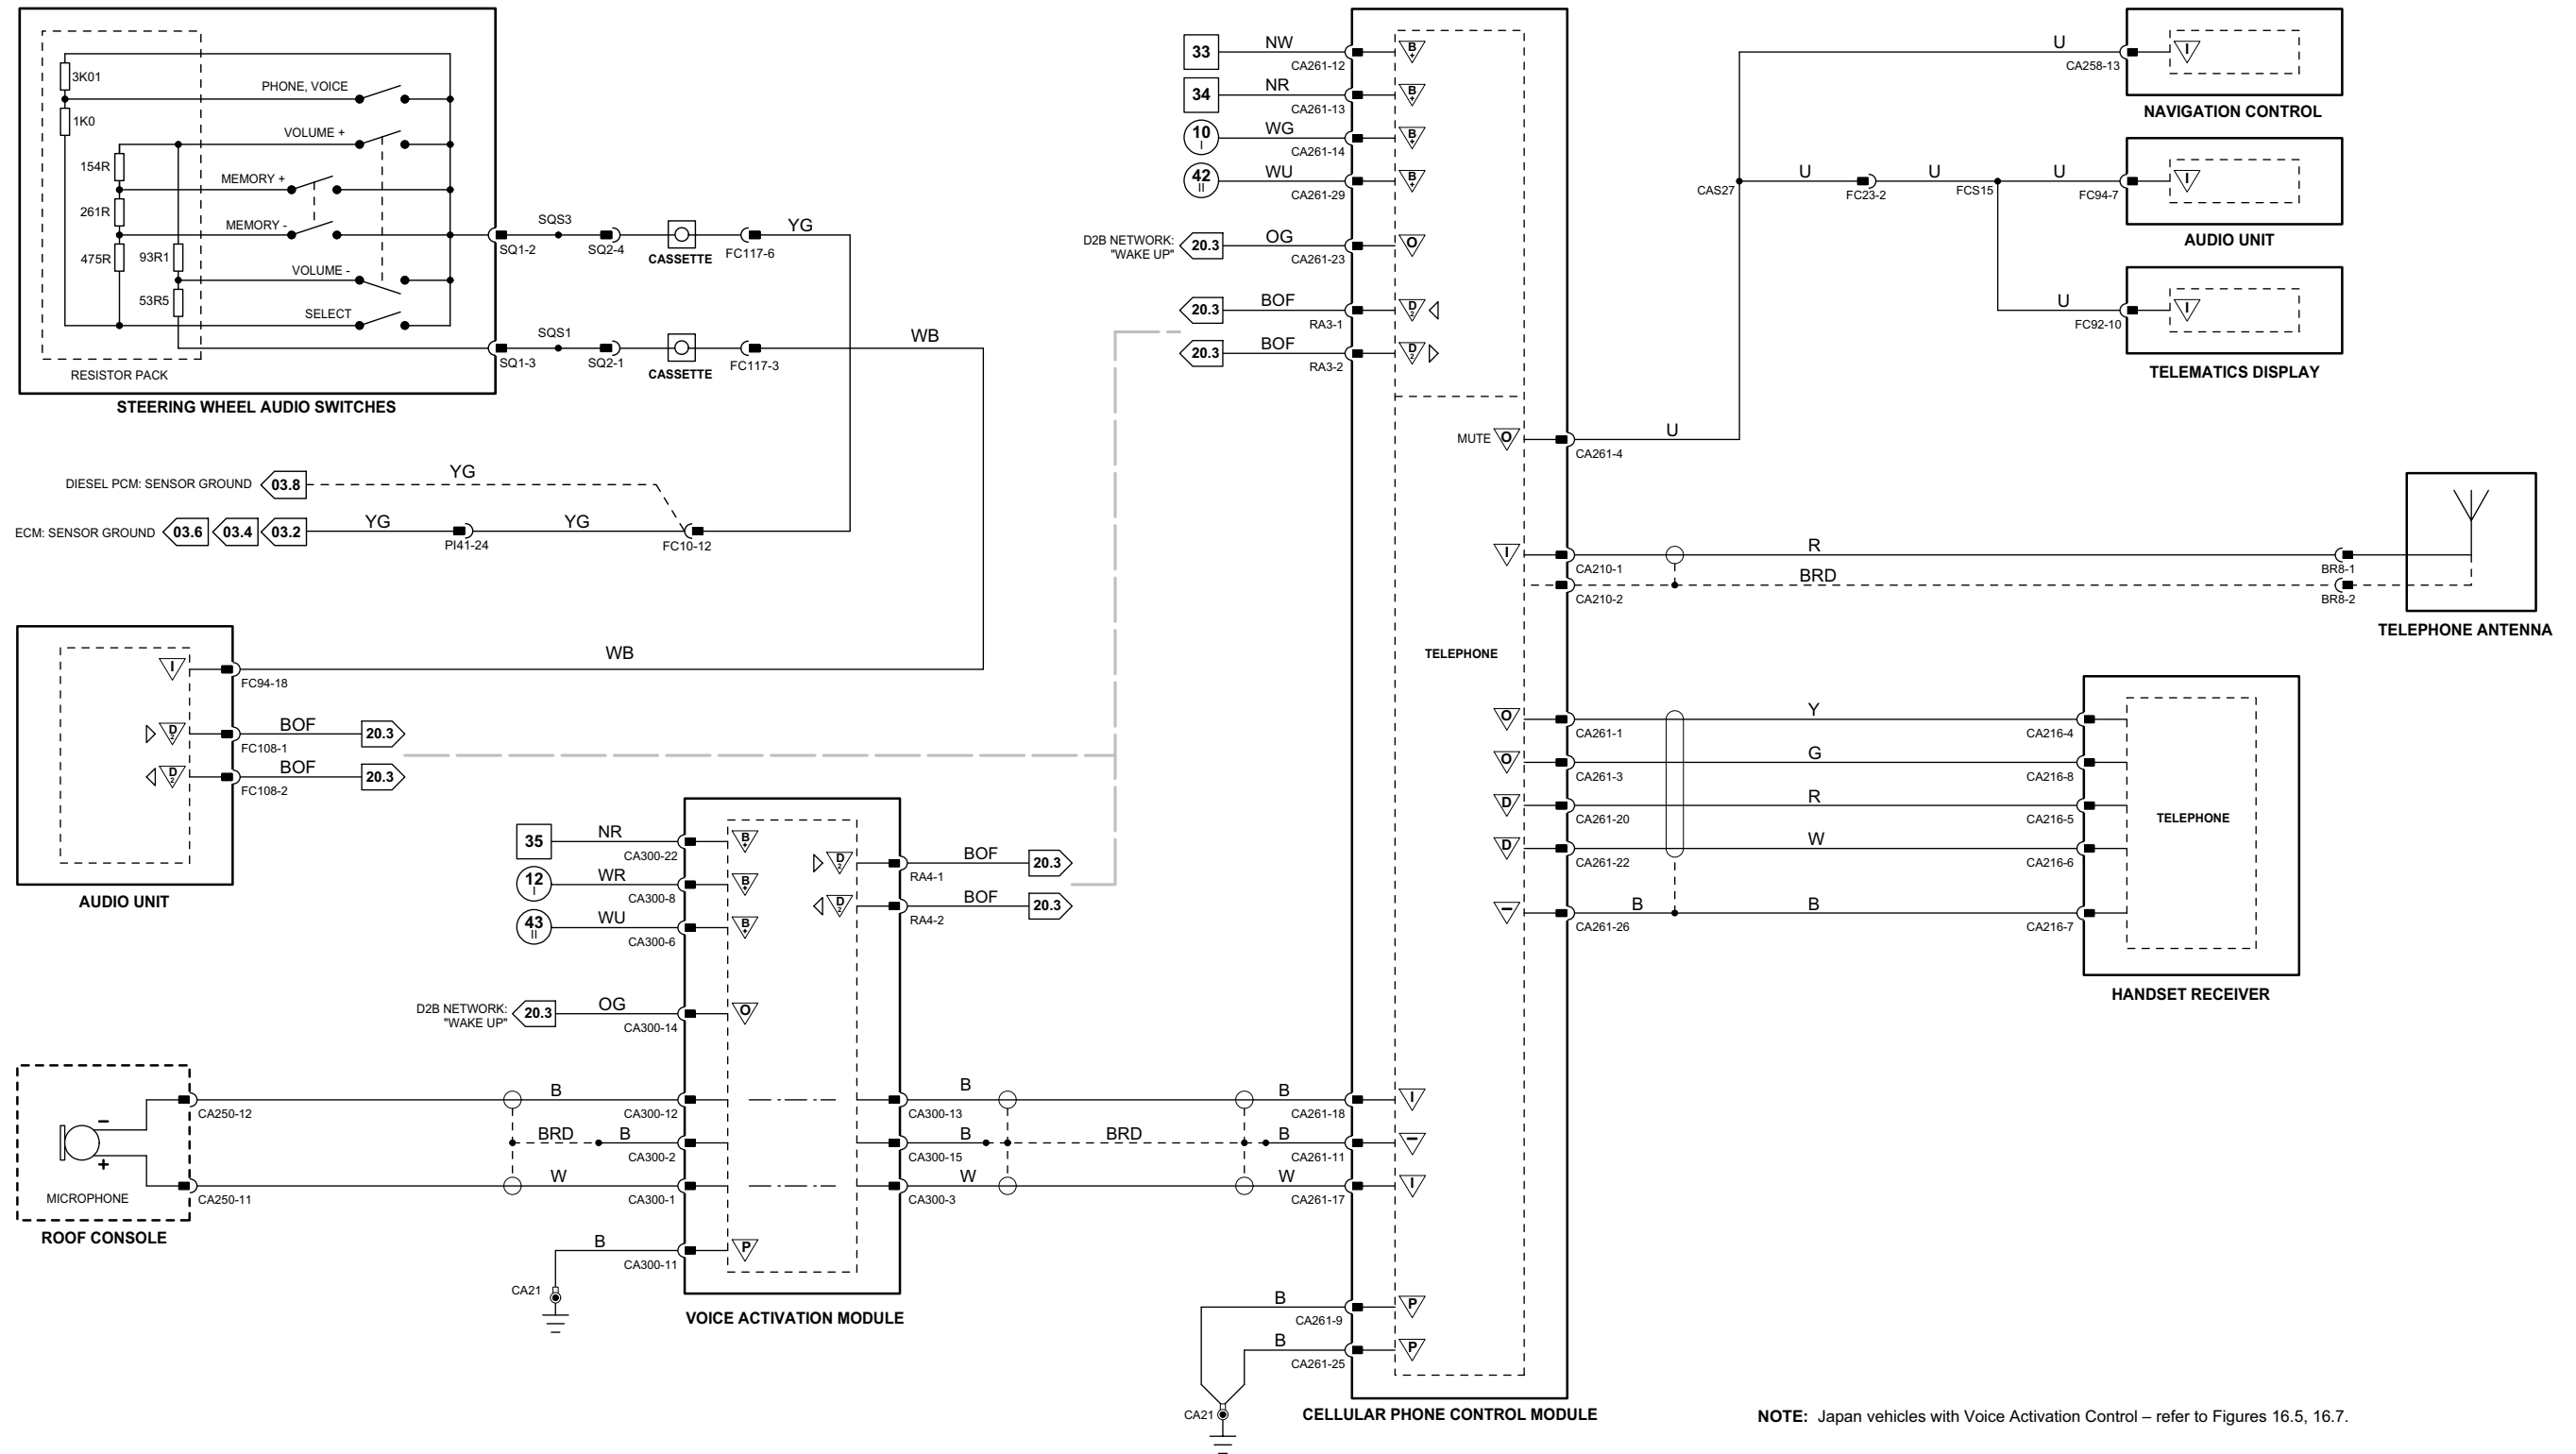 3K01
PHONE, VOICE
1K0
VOLUME +
154R
MEMORY +
261R
MEMORY -
475R
93R1
VOLUME -
53R5
SELECT
RESISTOR PACK
STEERING WHEEL AUDIO SWITCHES
SQ1-2
SQS3
SQ2-4
CASSETTE
FC117-6
YG
SQ1-3
SQS1
SQ2-1
CASSETTE
FC117-3
WB
DIESEL PCM: SENSOR GROUND
03.8
YG
ECM: SENSOR GROUND
03.6
03.4
03.2
YG
PI41-24
YG
FC10-12
I
FC94-18
WB
D2
FC108-1
BOF
20.3
D2
FC108-2
BOF
20.3
AUDIO UNIT
35
NR
CA300-22
B+
12
I
WR
CA300-8
B+
43
II
WU
CA300-6
B+
D2
RA4-1
BOF
20.3
D2
RA4-2
BOF
20.3
D2B NETWORK:
"WAKE UP"
20.3
OG
CA300-14
O
MICROPHONE
ROOF CONSOLE
– 
+
CA250-12
B
CA300-12
BRD
B
CA300-2
CA250-11
W
CA300-1
B
CA300-11
P
CA21
VOICE ACTIVATION MODULE
CA300-13
B
B
CA261-18
I
CA300-15
B
BRD
B
CA261-11
–
CA300-3
W
W
CA261-17
I
33
NW
CA261-12
B+
34
NR
CA261-13
B+
10
I
WG
CA261-14
B+
42
II
WU
CA261-29
B+
D2B NETWORK:
"WAKE UP"
20.3
OG
CA261-23
O
20.3
BOF
RA3-1
D2
20.3
BOF
RA3-2
D2
MUTE
O
CA261-4
U
TELEPHONE
I
CA210-1
R
BR8-1
CA210-2
BRD
BR8-2
TELEPHONE ANTENNA
O
CA261-1
Y
CA216-4
O
CA261-3
G
CA216-8
D
CA261-20
R
CA216-5
D
CA261-22
W
CA216-6
–
CA261-26
B
B
CA216-7
TELEPHONE
HANDSET RECEIVER
B
CA261-9
P
B
CA261-25
P
CA21
CELLULAR PHONE CONTROL MODULE
U
CA258-13
I
NAVIGATION CONTROL
CAS27
U
FC23-2
U
FCS15
U
FC94-7
I
AUDIO UNIT
U
FC92-10
I
TELEMATICS DISPLAY
NOTE: Japan vehicles with Voice Activation Control – refer to Figures 16.5, 16.7.